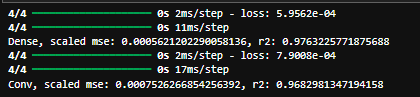 4/4 ━━━━━━━━━━━━━━━━━━━━ 0s 2ms/step - loss: 5.9562e-04
4/4 ━━━━━━━━━━━━━━━━━━━━ 0s 11ms/step
Dense, scaled mse: 0.0005621202290058136, r2: 0.9763225771875688
4/4 ━━━━━━━━━━━━━━━━━━━━ 0s 2ms/step - loss: 7.9008e-04
4/4 ━━━━━━━━━━━━━━━━━━━━ 0s 17ms/step
Conv, scaled mse: 0.0007526266854256392, r2: 0.9682981347194158